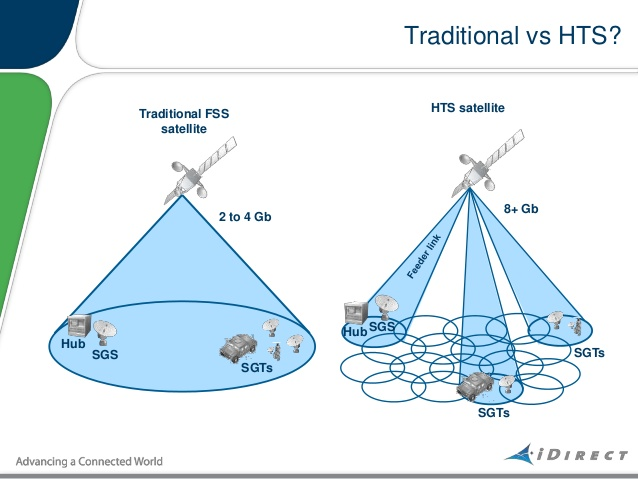 Traditional vs HTS?
Traditional FSS
satellite
2 to 4 Gb
Hub
SGS
SGTs
HTS satellite
8+ Gb
Feeder link
Hub
SGS
SGTs
SGTs
Advancing a Connected World
iDIRECT